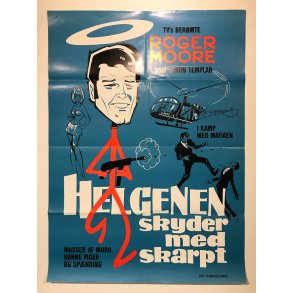 TV's BERØMTE
ROGER
MOORE
SIMON TEMPLAR
I KAMP
MED MAFIAEN
HELGENEN
skyder
med
skarpt
MASSER AF MORD
KØNNE PIGER
OG SPÆNDING